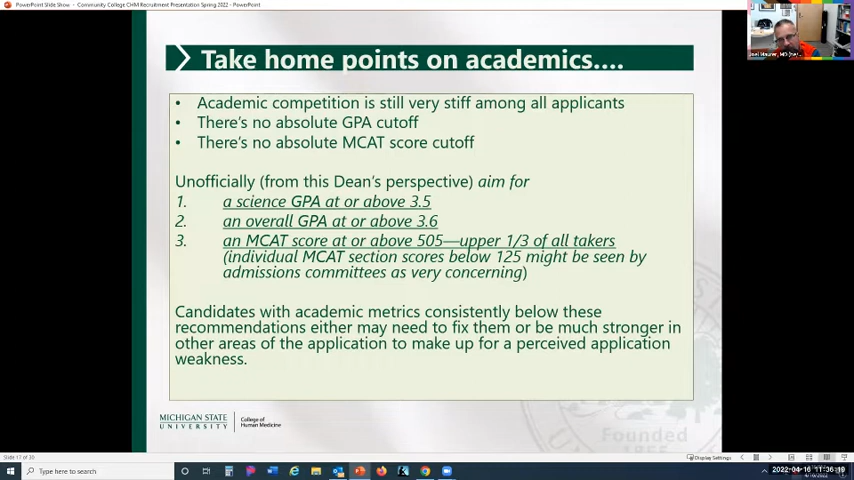 PowerPoint Slide Show - Community College CHM Recruitment Presentation Spring 2022 - PowerPoint
Take home points on academics....
• Academic competition is still very stiff among all applicants
• There's no absolute GPA cutoff
• There's no absolute MCAT score cutoff
Unofficially (from this Dean's perspective) aim for
1. a science GPA at or above 3.5
2. an overall GPA at or above 3.6
3. an MCAT score at or above 505—upper 1/3 of all takers
(individual MCAT section scores below 125 might be seen by
admissions committees as very concerning)
Candidates with academic metrics consistently below these
recommendations either may need to fix them or be much stronger in
other areas of the application to make up for a perceived application
weakness.
MICHIGAN STATE
UNIVERSITY
College of
Human Medicine
Founded
1855
Display Settings
Type here to search
2022-04-16 11:36:19